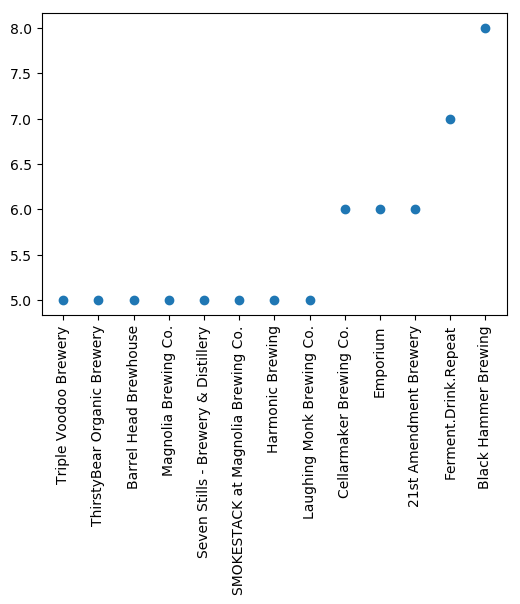 8.0
7.5
7.0
6.5
6.0
5.5
5.0
Triple Voodoo Brewery
ThirstyBear Organic Brewery
Barrel Head Brewhouse
Magnolia Brewing Co.
Seven Stills - Brewery & Distillery
SMOKESTACK at Magnolia Brewing Co.
Harmonic Brewing
Laughing Monk Brewing Co.
Cellarmaker Brewing Co.
Emporium
21st Amendment Brewery
Ferment.Drink.Repeat
Black Hammer Brewing